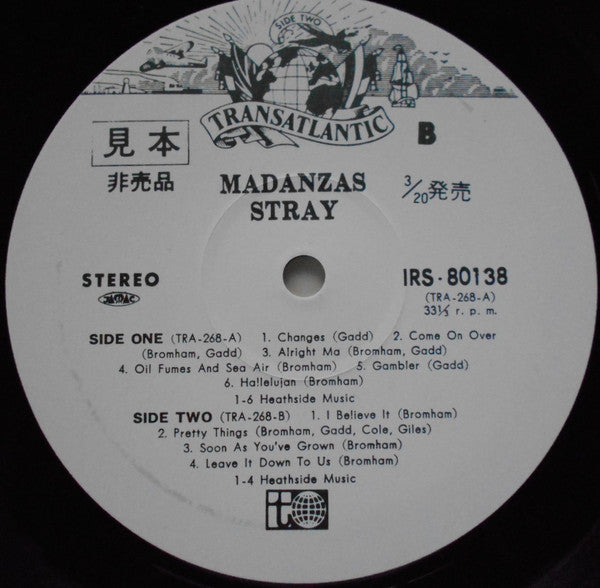 SIDE TWO
TRANSATLANTIC
見本
B
非売品
MADANZAS
STRAY
3/20発売
STEREO
JASRAC
IRS-80138
(TRA-268-A)
33⅓ r. p. m.
SIDE ONE (TRA-268-A) 1. Changes (Gadd) 2. Come On Over
(Bromham, Gadd) 3. Alright Ma (Bromham, Gadd)
4. Oil Fumes And Sea Air (Bromham) 5. Gambler (Gadd)
6. Hallelujan (Bromham)
1-6 Heathside Music
SIDE TWO (TRA-268-B) 1. I Believe It (Bromham)
2. Pretty Things (Bromham, Gadd, Cole, Giles)
3. Soon As You've Grown (Bromham)
4. Leave It Down To Us (Bromham)
1-4 Heathside Music
it